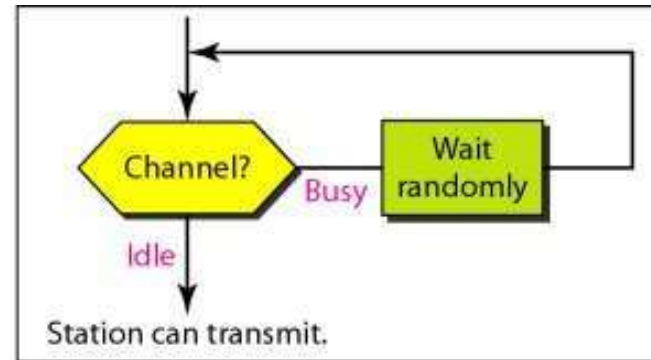 Channel?
Busy
Wait
randomly
Idle
Station can transmit.